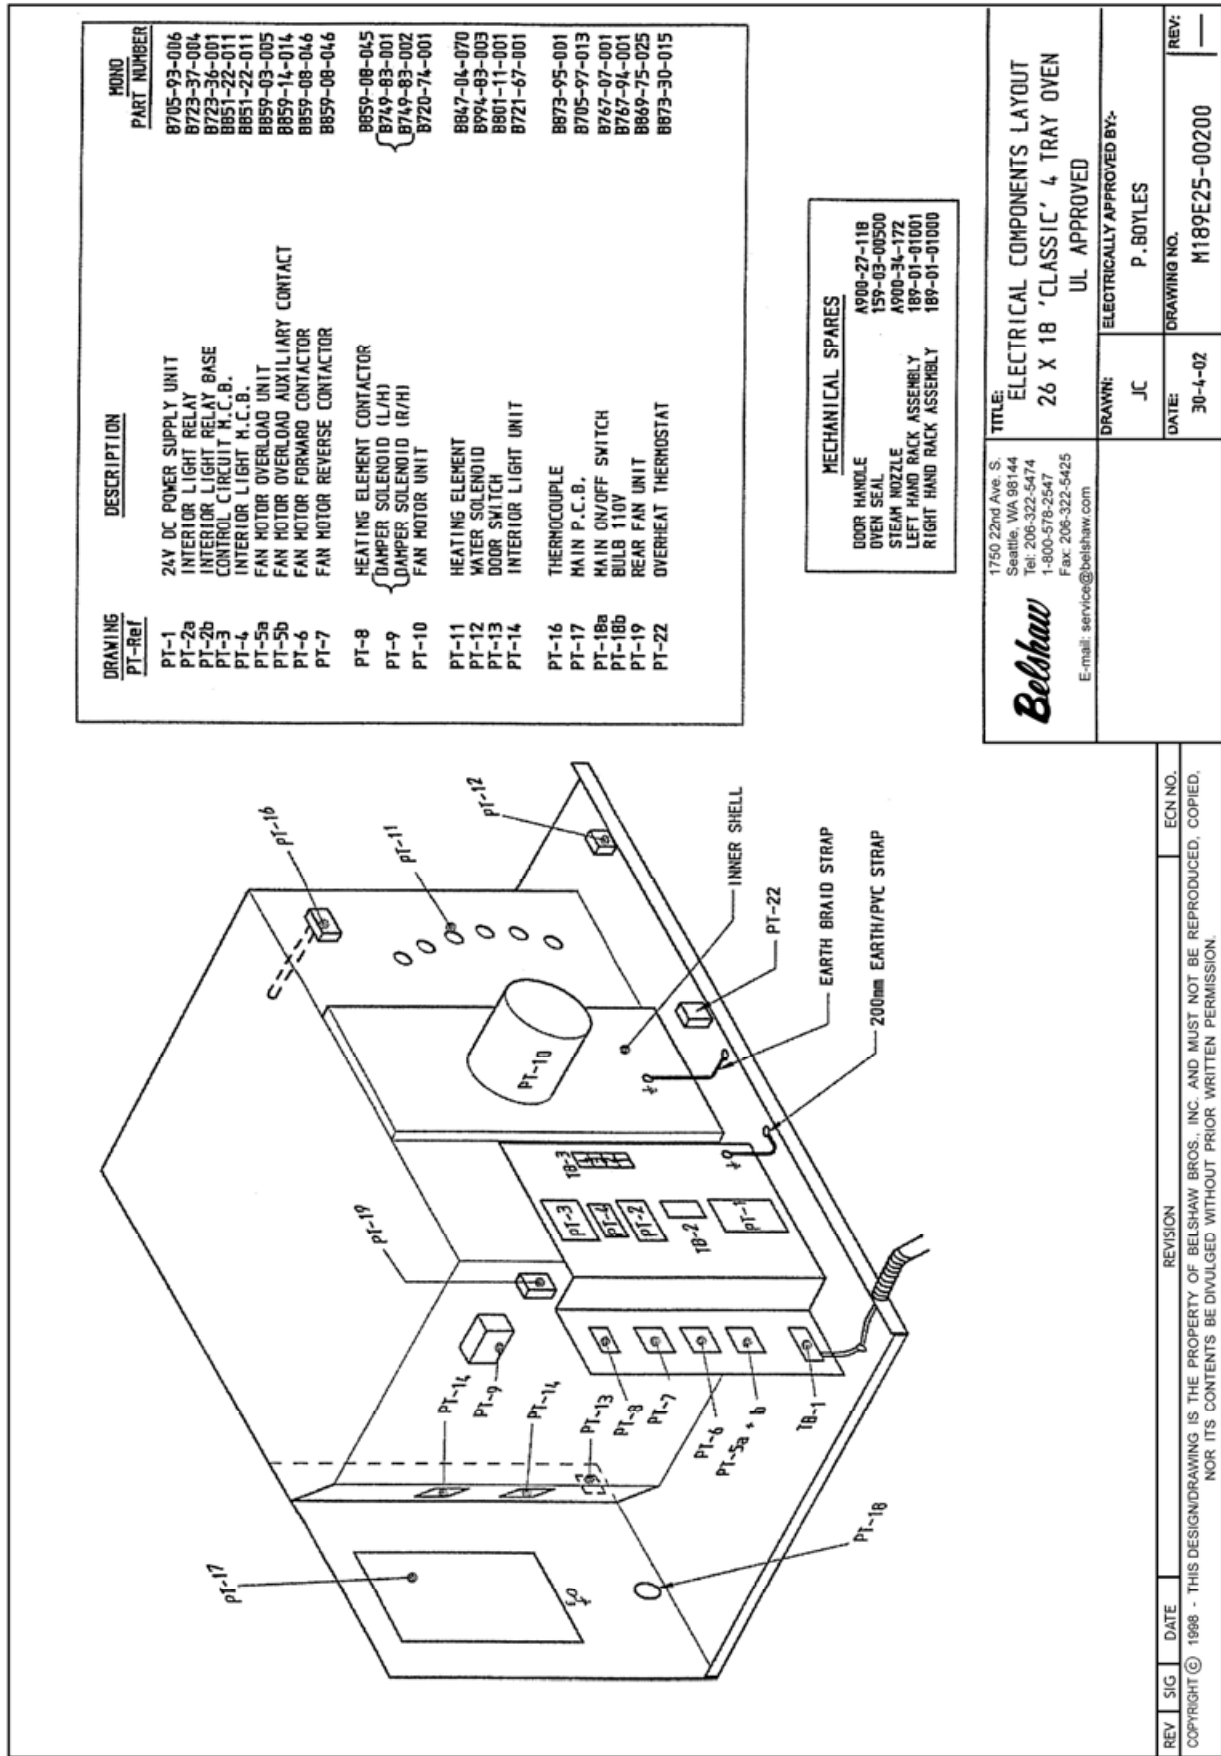 DRAWING PT-Ref DESCRIPTION MONO PART NUMBER
PT-1 24V DC POWER SUPPLY UNIT B705-93-006
PT-2a INTERIOR LIGHT RELAY B723-37-004
PT-2b INTERIOR LIGHT RELAY BASE B723-36-001
PT-3 CONTROL CIRCUIT M.C.B. B851-22-011
PT-4 INTERIOR LIGHT M.C.B. B851-22-011
PT-5a FAN MOTOR OVERLOAD UNIT B859-03-005
PT-5b FAN MOTOR OVERLOAD AUXILIARY CONTACT B859-14-014
PT-6 FAN MOTOR FORWARD CONTACTOR B859-08-046
PT-7 FAN MOTOR REVERSE CONTACTOR B859-08-046
PT-8 HEATING ELEMENT CONTACTOR B859-08-045
PT-9 {DAMPER SOLENOID (L/H) {B749-83-001
DAMPER SOLENOID (R/H) B749-83-002
PT-10 FAN MOTOR UNIT B720-74-001
PT-11 HEATING ELEMENT B847-04-070
PT-12 WATER SOLENOID B994-83-003
PT-13 DOOR SWITCH B801-11-001
PT-14 INTERIOR LIGHT UNIT B721-67-001
PT-16 THERMOCOUPLE B873-95-001
PT-17 MAIN P.C.B. B705-97-013
PT-18a MAIN ON/OFF SWITCH B767-07-001
PT-18b BULB 110V B767-94-001
PT-19 REAR FAN UNIT B869-75-025
PT-22 OVERHEAT THERMOSTAT B873-30-015
MECHANICAL SPARES
DOOR HANDLE A900-27-118
OVEN SEAL 159-03-00500
STEAM NOZZLE A900-34-172
LEFT HAND RACK ASSEMBLY 189-01-01001
RIGHT HAND RACK ASSEMBLY 189-01-01000
PT-17
PT-14
PT-9
PT-14
PT-13
PT-8
PT-7
PT-6
PT-5a + b
TB-1
PT-18
PT-19
PT-3
PT-4
PT-2
TB-2
PT-1
TB-3
PT-10
PT-16
PT-11
PT-12
INNER SHELL
PT-22
EARTH BRAID STRAP
200mm EARTH/PVC STRAP
Belshaw
1750 22nd Ave. S.
Seattle, WA 98144
Tel: 206-322-5474
1-800-578-2547
Fax: 206-322-5425
E-mail: service@belshaw.com
TITLE:
ELECTRICAL COMPONENTS LAYOUT
26 X 18 'CLASSIC' 4 TRAY OVEN
UL APPROVED
DRAWN: JC
ELECTRICALLY APPROVED BY:- P.BOYLES
DATE: 30-4-02
DRAWING NO. M189E25-00200
REV: —
REV SIG DATE REVISION ECN NO.
COPYRIGHT © 1998 - THIS DESIGN/DRAWING IS THE PROPERTY OF BELSHAW BROS., INC. AND MUST NOT BE REPRODUCED, COPIED,
NOR ITS CONTENTS BE DIVULGED WITHOUT PRIOR WRITTEN PERMISSION.